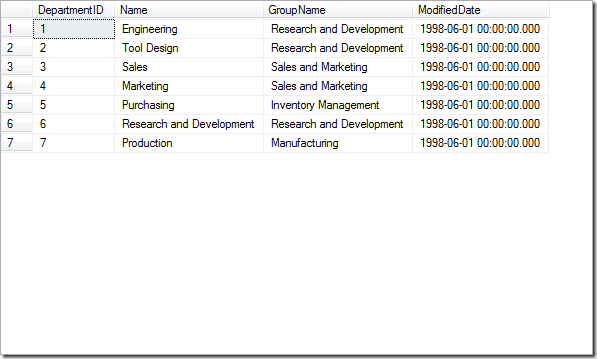 DepartmentID Name GroupName ModifiedDate
1 1 Engineering Research and Development 1998-06-01 00:00:00.000
2 2 Tool Design Research and Development 1998-06-01 00:00:00.000
3 3 Sales Sales and Marketing 1998-06-01 00:00:00.000
4 4 Marketing Sales and Marketing 1998-06-01 00:00:00.000
5 5 Purchasing Inventory Management 1998-06-01 00:00:00.000
6 6 Research and Development Research and Development 1998-06-01 00:00:00.000
7 7 Production Manufacturing 1998-06-01 00:00:00.000